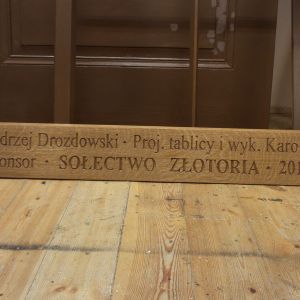 drzej Drozdowski · Proj. tablicy i wyk. Karo
onsor · SOŁECTWO ZŁOTORIA · 201